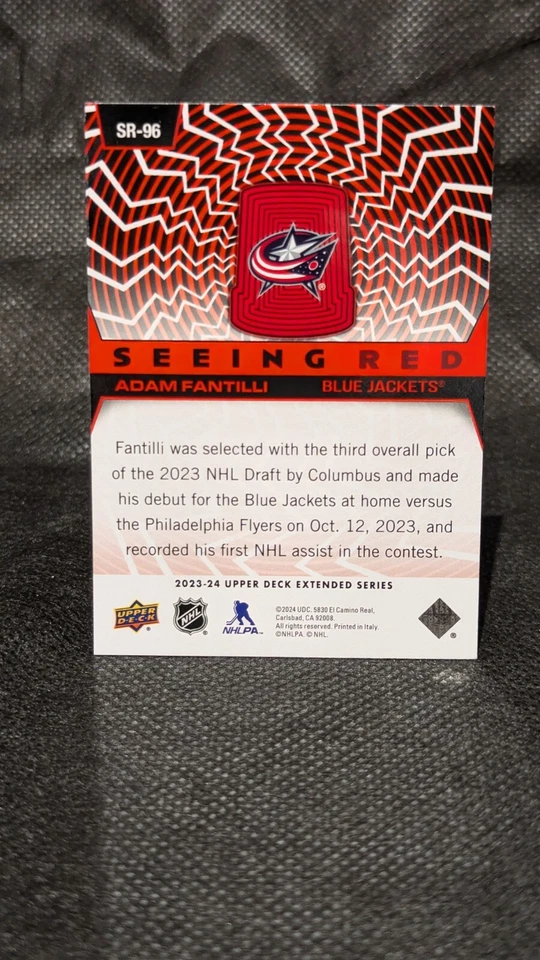 SR-96
®
SEEING RED
ADAM FANTILLI BLUE JACKETS®
Fantilli was selected with the third overall pick
of the 2023 NHL Draft by Columbus and made
his debut for the Blue Jackets at home versus
the Philadelphia Flyers on Oct. 12, 2023, and
recorded his first NHL assist in the contest.
2023-24 UPPER DECK EXTENDED SERIES
UPPER
DECK
®
NHL
®
NHLPA™
©2024 UDC. 5830 El Camino Real,
Carlsbad, CA 92008.
All rights reserved. Printed in Italy.
©NHLPA. © NHL.
®